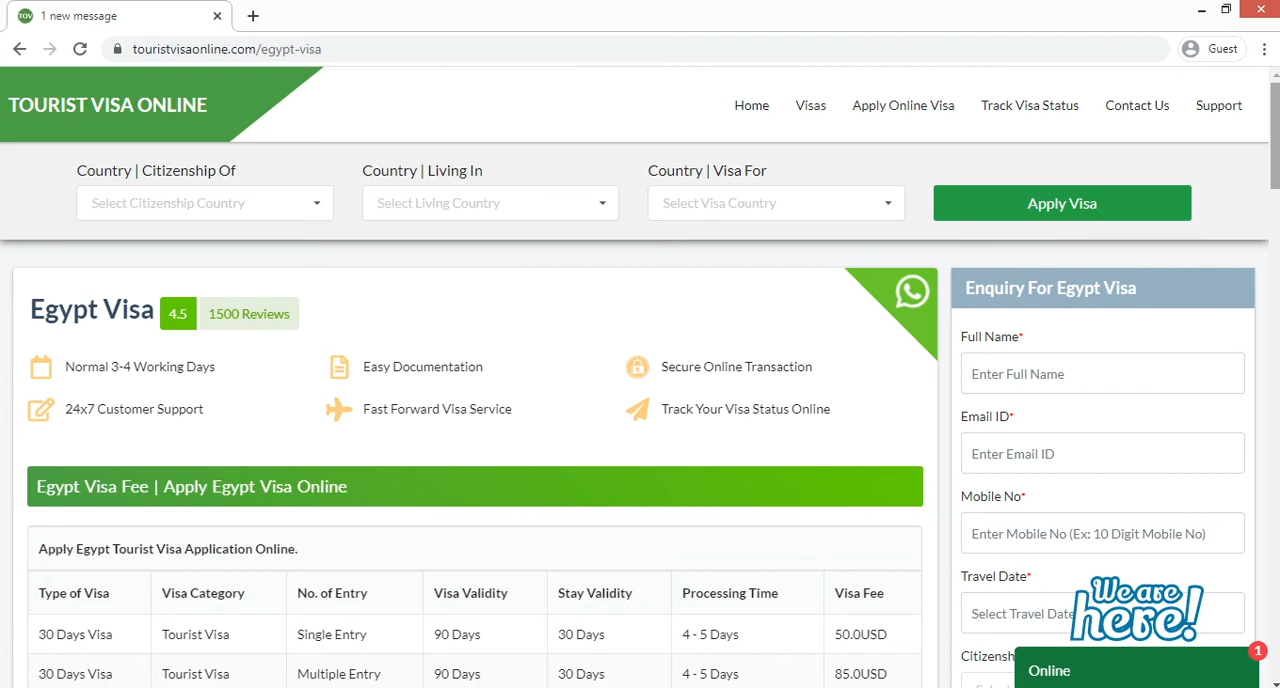 TOV 1 new message
touristvisaonline.com/egypt-visa
Guest
TOURIST VISA ONLINE
Home Visas Apply Online Visa Track Visa Status Contact Us Support
Country | Citizenship Of Country | Living In Country | Visa For
Select Citizenship Country Select Living Country Select Visa Country Apply Visa
Egypt Visa 4.5 1500 Reviews
Normal 3-4 Working Days Easy Documentation Secure Online Transaction
24x7 Customer Support Fast Forward Visa Service Track Your Visa Status Online
Egypt Visa Fee | Apply Egypt Visa Online
Apply Egypt Tourist Visa Application Online.
Type of Visa Visa Category No. of Entry Visa Validity Stay Validity Processing Time Visa Fee
30 Days Visa Tourist Visa Single Entry 90 Days 30 Days 4 - 5 Days 50.0USD
30 Days Visa Tourist Visa Multiple Entry 90 Days 30 Days 4 - 5 Days 85.0USD
Enquiry For Egypt Visa
Full Name*
Enter Full Name
Email ID*
Enter Email ID
Mobile No*
Enter Mobile No (Ex: 10 Digit Mobile No)
Travel Date*
Select Travel Date
We are
here!
1
Online